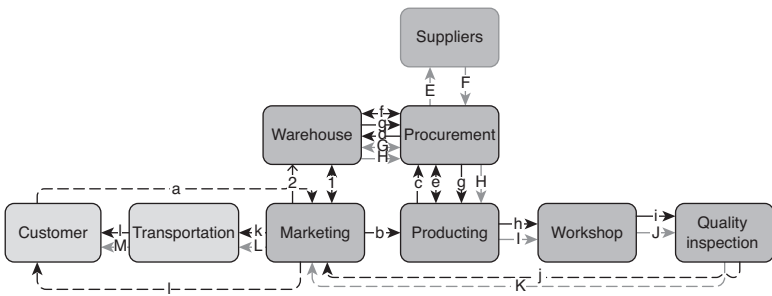 Suppliers
E
F
Warehouse
f
g
d
G
H
Procurement
a
2
1
c
e
g
H
Customer
l
M
Transportation
k
L
Marketing
b
Producting
h
I
Workshop
i
J
Quality
inspection
j
K
l